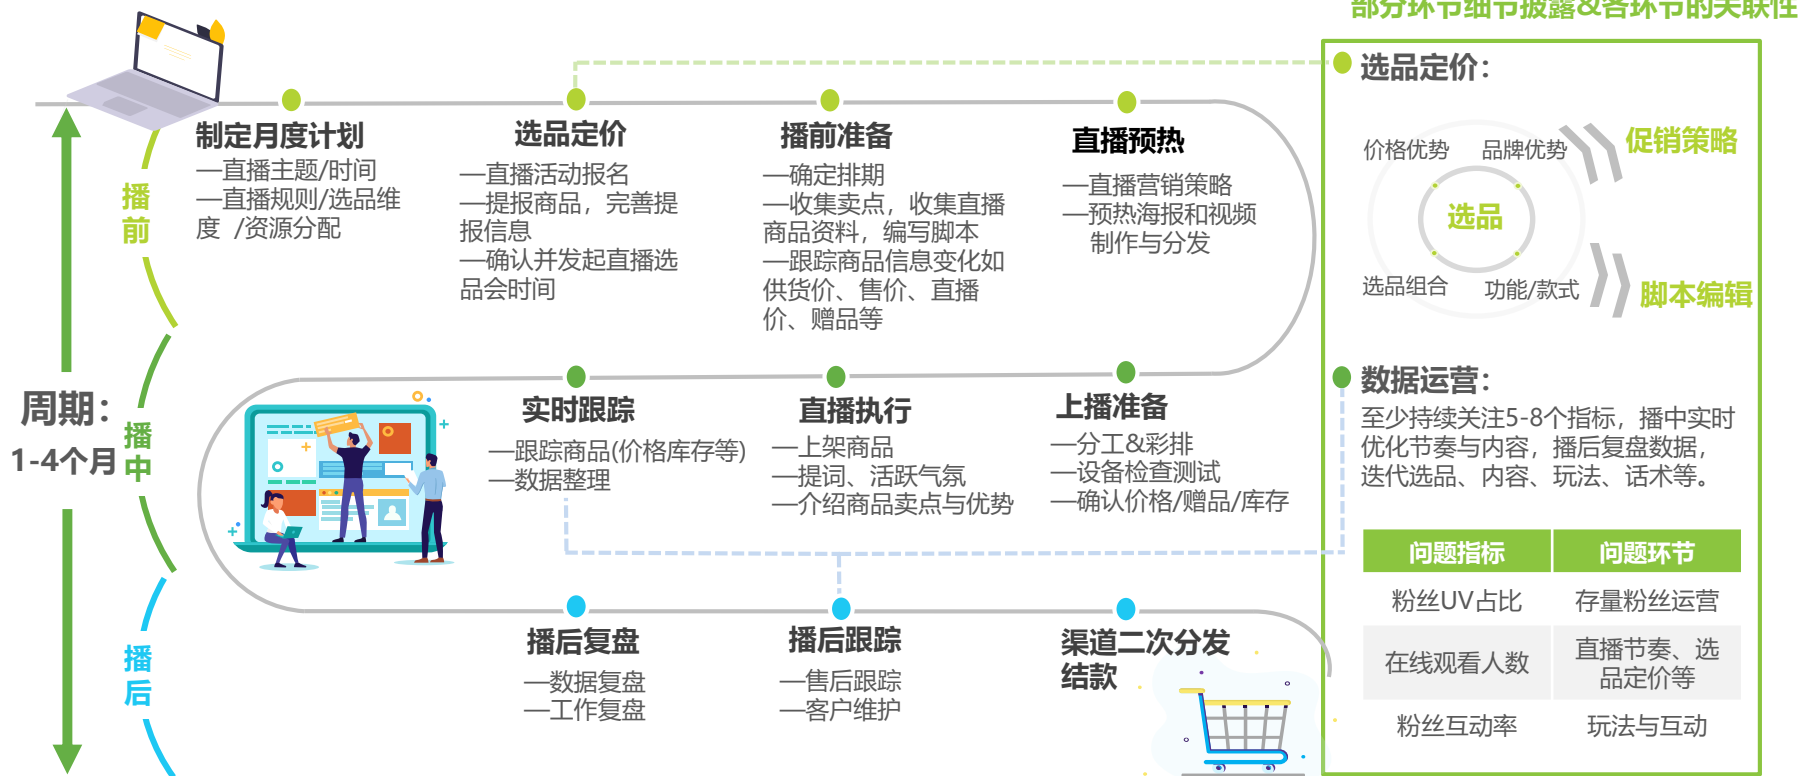 部分环节细节披露&各环节的关联性
制定月度计划
—直播主题/时间
—直播规则/选品维
度 /资源分配
选品定价
—直播活动报名
—提报商品，完善提
报信息
—确认并发起直播选
品会时间
播前准备
—确定排期
—收集卖点，收集直播
商品资料，编写脚本
—跟踪商品信息变化如
供货价、售价、直播
价、赠品等
直播预热
—直播营销策略
—预热海报和视频
制作与分发
播
前
周期：
1-4个月
播
中
实时跟踪
—跟踪商品(价格库存等)
—数据整理
直播执行
—上架商品
—提词、活跃气氛
—介绍商品卖点与优势
上播准备
—分工&彩排
—设备检查测试
—确认价格/赠品/库存
播
后
播后复盘
—数据复盘
—工作复盘
播后跟踪
—售后跟踪
—客户维护
渠道二次分发
结款
选品定价：
价格优势
品牌优势
促销策略
选品
选品组合
功能/款式
脚本编辑
数据运营：
至少持续关注5-8个指标，播中实时
优化节奏与内容，播后复盘数据，
迭代选品、内容、玩法、话术等。
问题指标
问题环节
粉丝UV占比
存量粉丝运营
在线观看人数
直播节奏、选
品定价等
粉丝互动率
玩法与互动